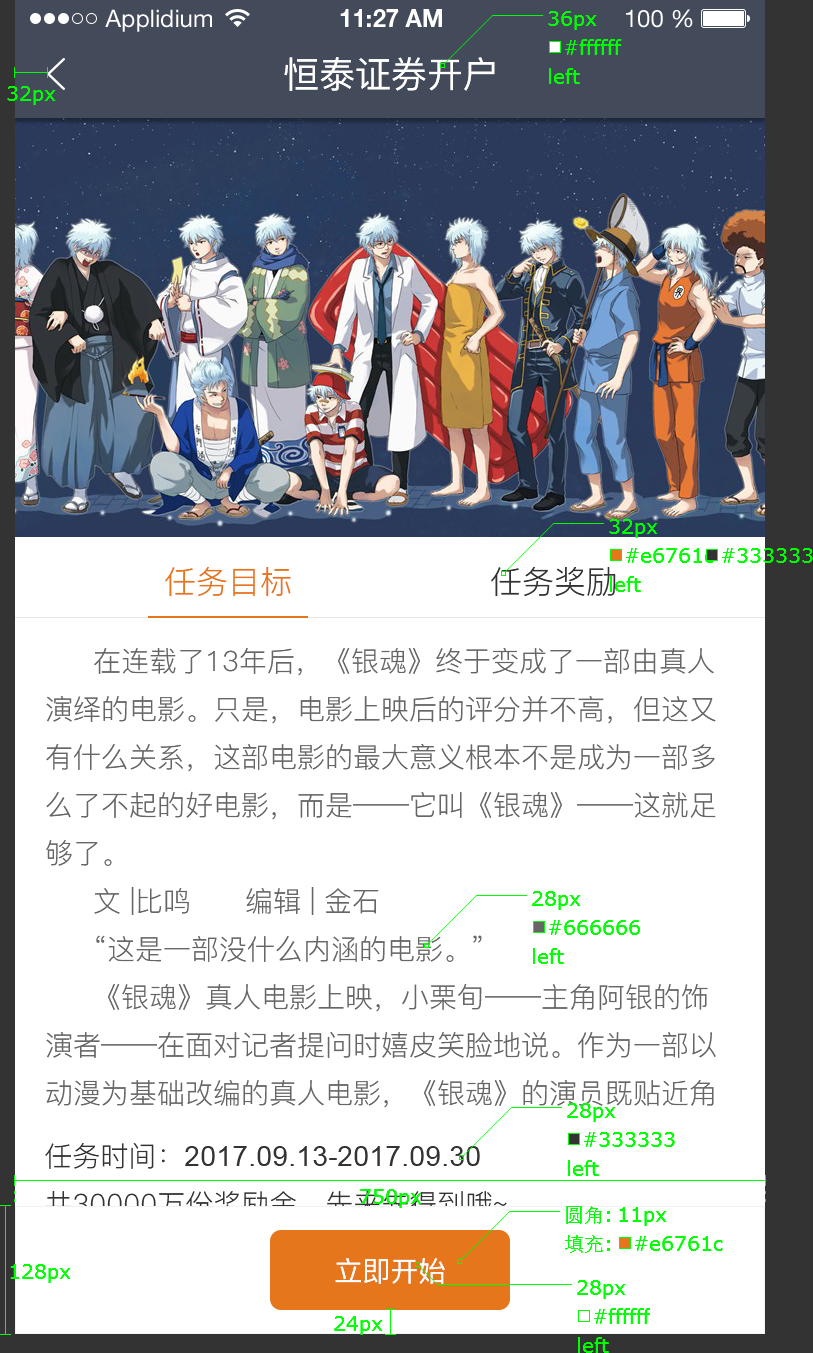 Applidium 11:27 AM 100 %
36px
#ffffff
left
恒泰证券开户
32px
32px
#e6761c #333333
left
任务目标 任务奖励
在连载了13年后，《银魂》终于变成了一部由真人
演绎的电影。只是，电影上映后的评分并不高，但这又
有什么关系，这部电影的最大意义根本不是成为一部多
么了不起的好电影，而是——它叫《银魂》——这就足
够了。
文 |比鸣 编辑 | 金石
28px
#666666
left
“这是一部没什么内涵的电影。”
《银魂》真人电影上映，小栗旬——主角阿银的饰
演者——在面对记者提问时嬉皮笑脸地说。作为一部以
动漫为基础改编的真人电影，《银魂》的演员既贴近角
28px
#333333
left
任务时间：2017.09.13-2017.09.30
750px
共30000万份奖励金，先来先得到哦~
圆角: 11px
填充: #e6761c
128px
立即开始
28px
#ffffff
left
24px